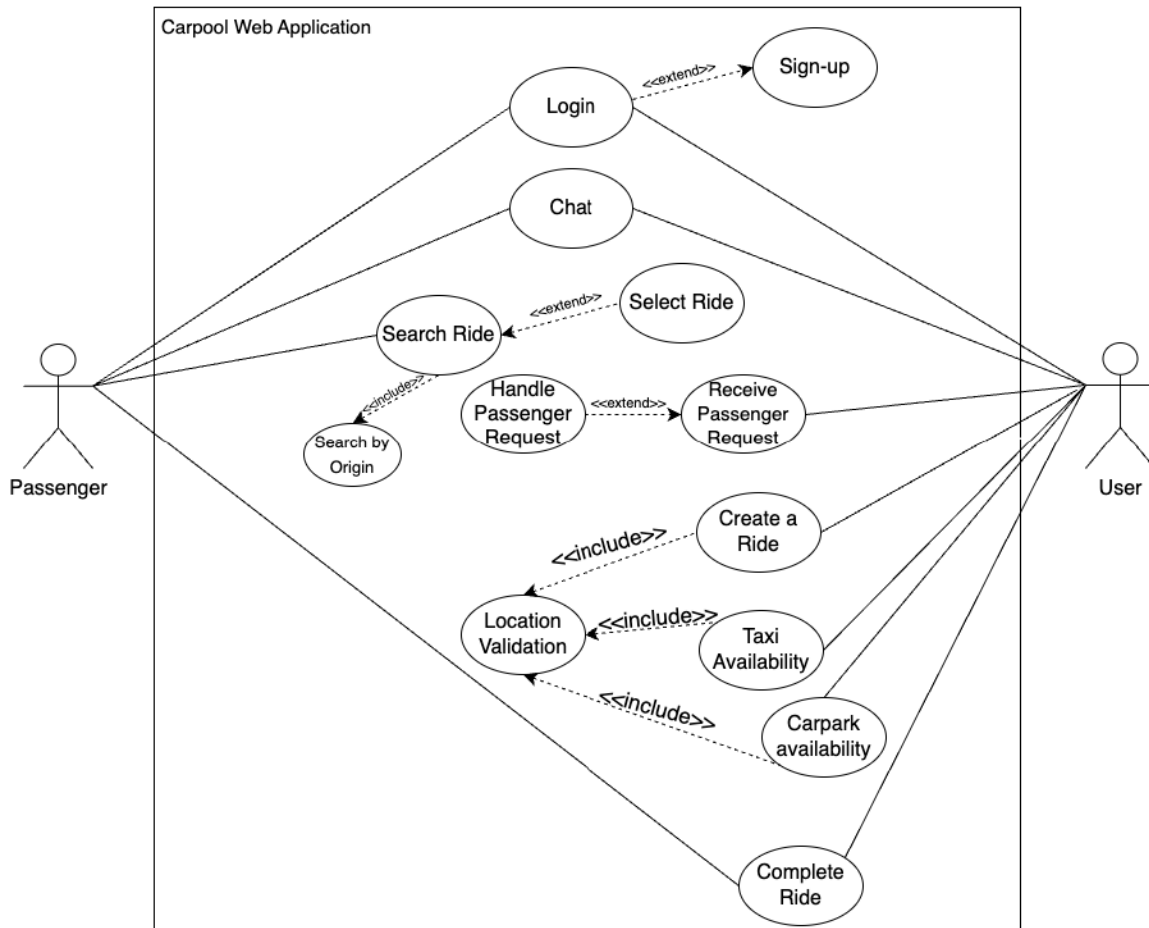 Carpool Web Application
Sign-up
<<extend>>
Login
Chat
Select Ride
<<extend>>
Search Ride
<<include>>
Search by
Origin
Handle
Passenger
Request
<<extend>>
Receive
Passenger
Request
Passenger
User
Create a
Ride
<<include>>
Location
Validation
<<include>>
Taxi
Availability
<<include>>
Carpark
availability
Complete
Ride